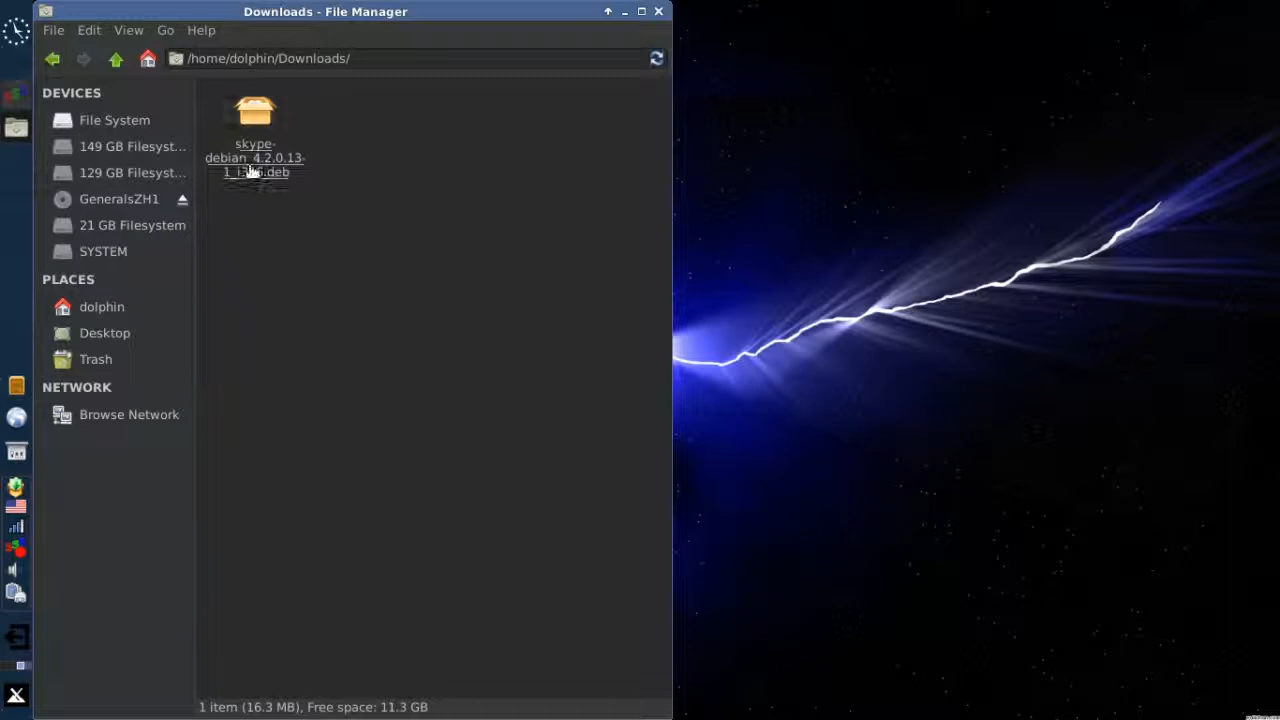 Downloads - File Manager
File Edit View Go Help
/home/dolphin/Downloads/
DEVICES
File System
149 GB Filesyst...
129 GB Filesyst...
GeneralsZH1
21 GB Filesystem
SYSTEM
PLACES
dolphin
Desktop
Trash
NETWORK
Browse Network
skype-
debian_4.2.0.13-
1 item (16.3 MB), Free space: 11.3 GB